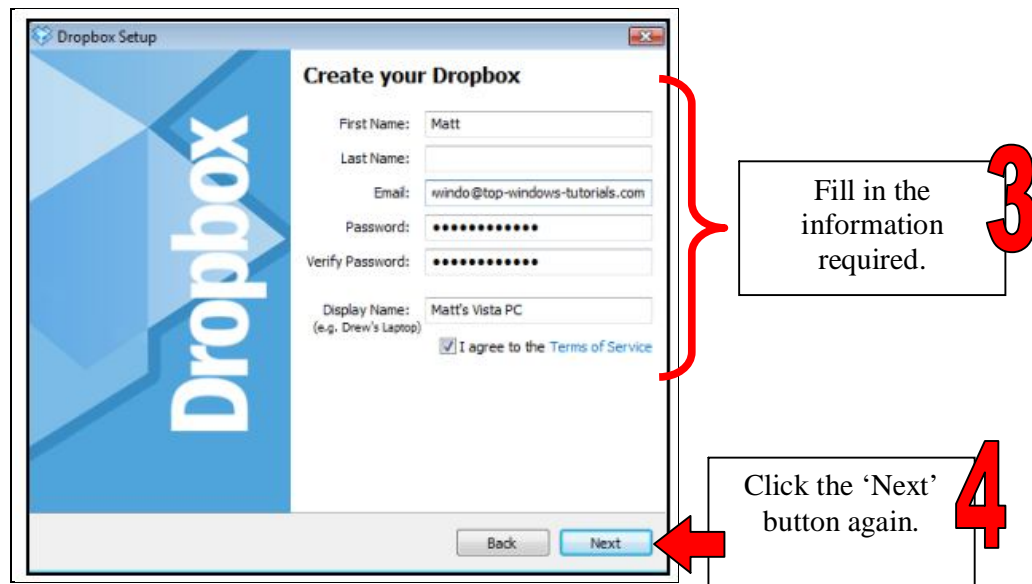 Dropbox Setup
Dropbox
Create your Dropbox
First Name: Matt
Last Name:
Email: windo@top-windows-tutorials.com
Password: ••••••••••••
Verify Password: ••••••••••••
Display Name: Matt's Vista PC
(e.g. Drew's Laptop)
I agree to the Terms of Service
Back Next
3
Fill in the
information
required.
4
Click the ‘Next’
button again.